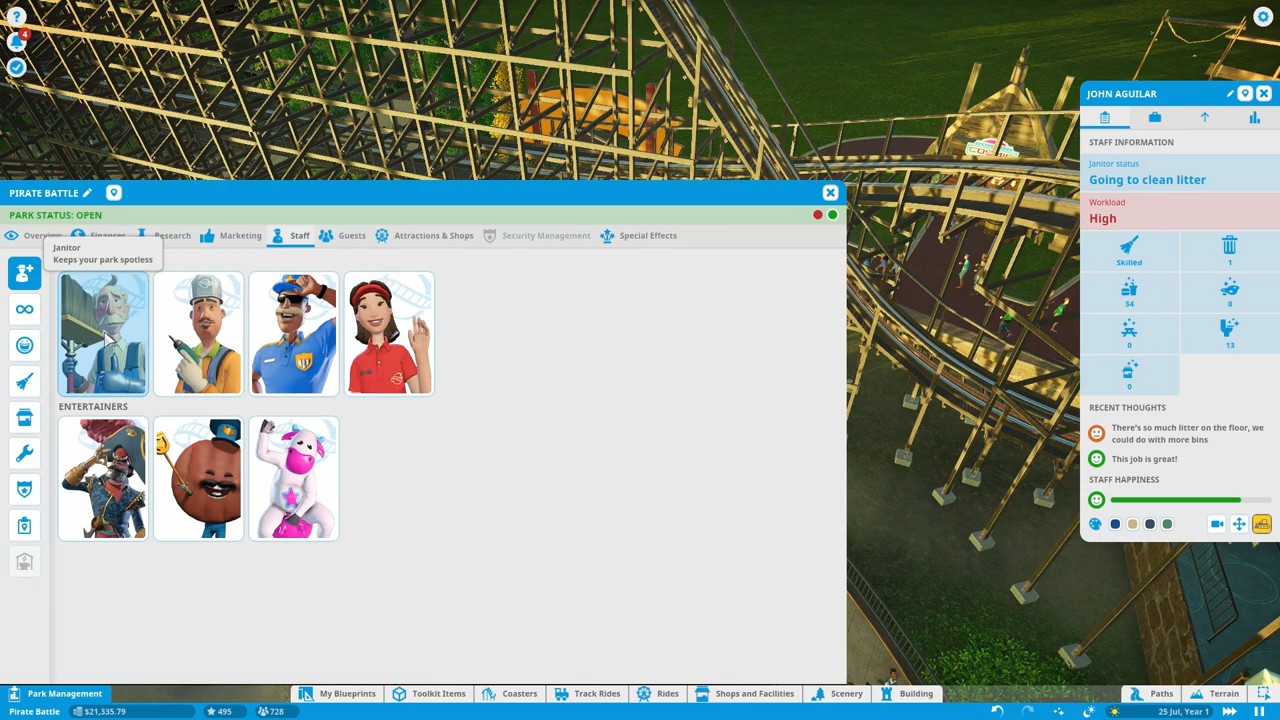 4
JOHN AGUILAR
STAFF INFORMATION
Janitor status
Going to clean litter
Workload
High
Skilled
1
34
0
0
13
0
RECENT THOUGHTS
There's so much litter on the floor, we
could do with more bins
This job is great!
STAFF HAPPINESS
PIRATE BATTLE
PARK STATUS: OPEN
Overview
Finances
Research
Marketing
Staff
Guests
Attractions & Shops
Security Management
Special Effects
Janitor
Keeps your park spotless
ENTERTAINERS
COSMIC
Park Management
My Blueprints
Toolkit Items
Coasters
Track Rides
Rides
Shops and Facilities
Scenery
Building
Paths
Terrain
Pirate Battle
$21,335.79
495
728
25 Jul, Year 1